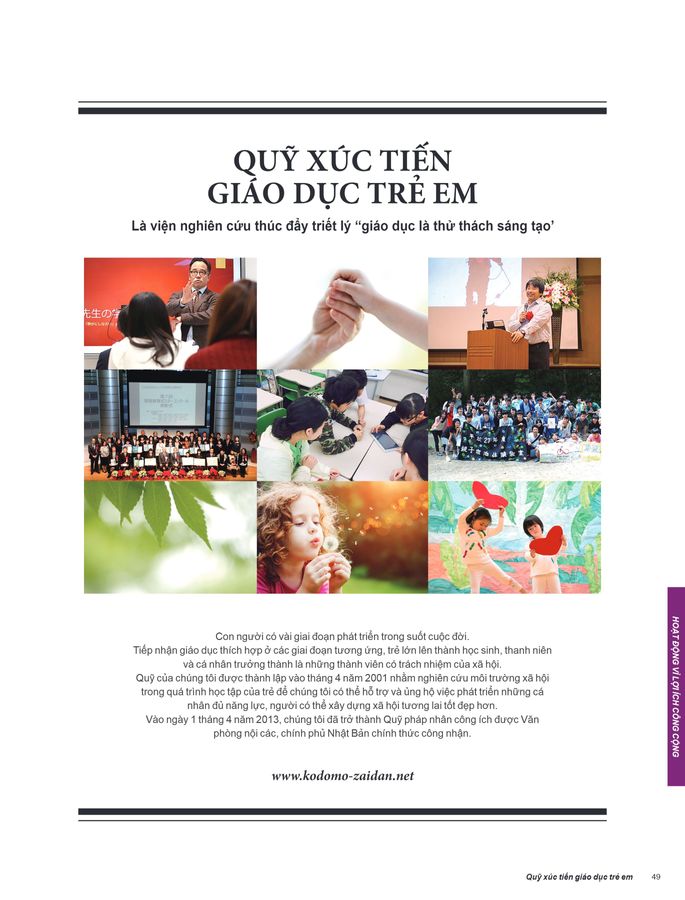 QUỸ XÚC TIẾN
GIÁO DỤC TRẺ EM
Là viện nghiên cứu thúc đẩy triết lý “giáo dục là thử thách sáng tạo’
先生の学
Con người có vài giai đoạn phát triển trong suốt cuộc đời.
Tiếp nhận giáo dục thích hợp ở các giai đoạn tương ứng, trẻ lớn lên thành học sinh, thanh niên
và cá nhân trưởng thành là những thành viên có trách nhiệm của xã hội.
Quỹ của chúng tôi được thành lập vào tháng 4 năm 2001 nhằm nghiên cứu môi trường xã hội
trong quá trình học tập của trẻ để chúng tôi có thể hỗ trợ và ủng hộ việc phát triển những cá
nhân đủ năng lực, người có thể xây dựng xã hội tương lai tốt đẹp hơn.
Vào ngày 1 tháng 4 năm 2013, chúng tôi đã trở thành Quỹ pháp nhân công ích được Văn
phòng nội các, chính phủ Nhật Bản chính thức công nhận.
www.kodomo-zaidan.net
HOẠT ĐỘNG VÌ LỢI ÍCH CÔNG CỘNG
Quỹ xúc tiến giáo dục trẻ em 49